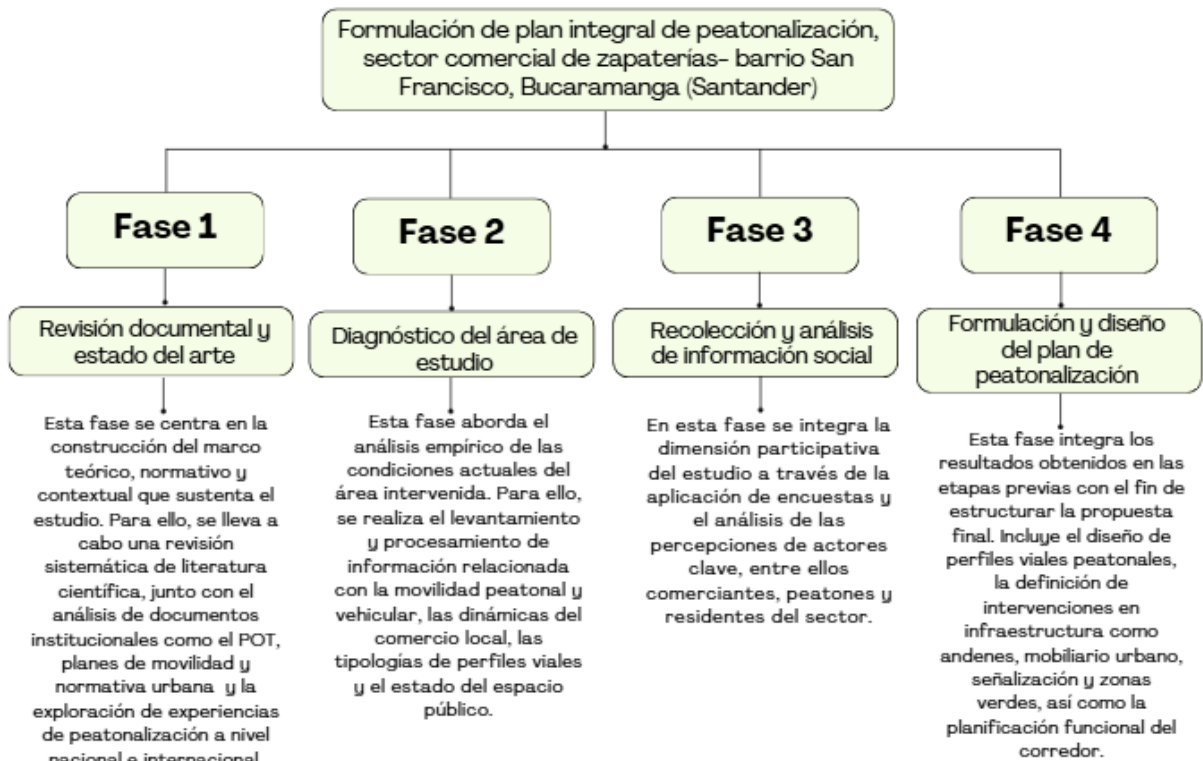 Formulación de plan integral de peatonalización,
sector comercial de zapaterías- barrio San
Francisco, Bucaramanga (Santander)
Fase 1
Revisión documental y
estado del arte
Esta fase se centra en la
construcción del marco
teórico, normativo y
contextual que sustenta el
estudio. Para ello, se lleva a
cabo una revisión
sistemática de literatura
científica, junto con el
análisis de documentos
institucionales como el POT,
planes de movilidad y
normativa urbana y la
exploración de experiencias
de peatonalización a nivel
nacional e internacional
Fase 2
Diagnóstico del área de
estudio
Esta fase aborda el
análisis empírico de las
condiciones actuales del
área intervenida. Para ello,
se realiza el levantamiento
y procesamiento de
información relacionada
con la movilidad peatonal y
vehicular, las dinámicas del
comercio local, las
tipologías de perfiles viales
y el estado del espacio
público.
Fase 3
Recolección y análisis
de información social
En esta fase se integra la
dimensión participativa
del estudio a través de la
aplicación de encuestas y
el análisis de las
percepciones de actores
clave, entre ellos
comerciantes, peatones y
residentes del sector.
Fase 4
Formulación y diseño
del plan de
peatonalización
Esta fase integra los
resultados obtenidos en las
etapas previas con el fin de
estructurar la propuesta
final. Incluye el diseño de
perfiles viales peatonales,
la definición de
intervenciones en
infraestructura como
andenes, mobiliario urbano,
señalización y zonas
verdes, así como la
planificación funcional del
corredor.